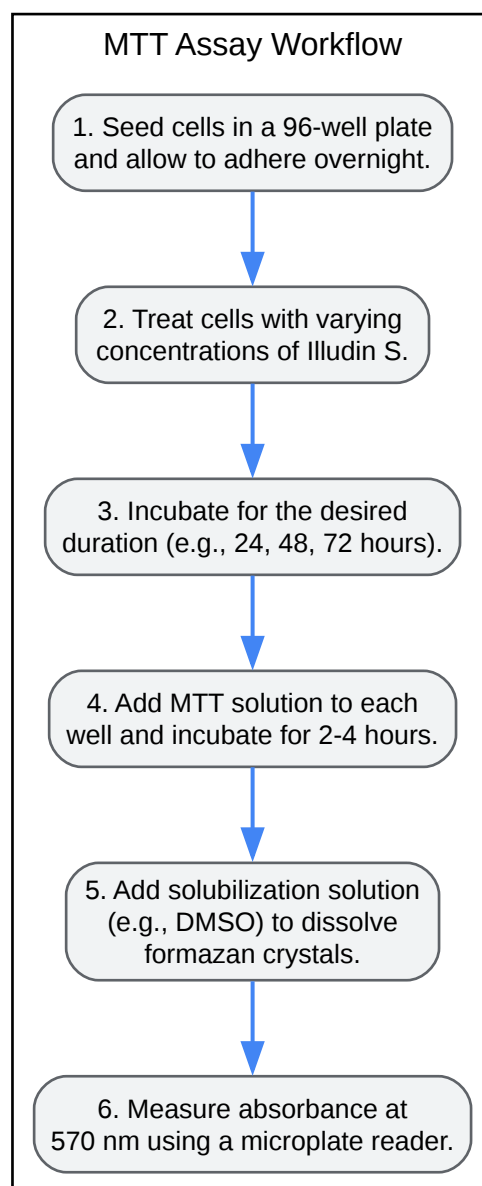 MTT Assay Workflow
1. Seed cells in a 96-well plate
and allow to adhere overnight.
2. Treat cells with varying
concentrations of Illudin S.
3. Incubate for the desired
duration (e.g., 24, 48, 72 hours).
4. Add MTT solution to each
well and incubate for 2-4 hours.
5. Add solubilization solution
(e.g., DMSO) to dissolve
formazan crystals.
6. Measure absorbance at
570 nm using a microplate reader.